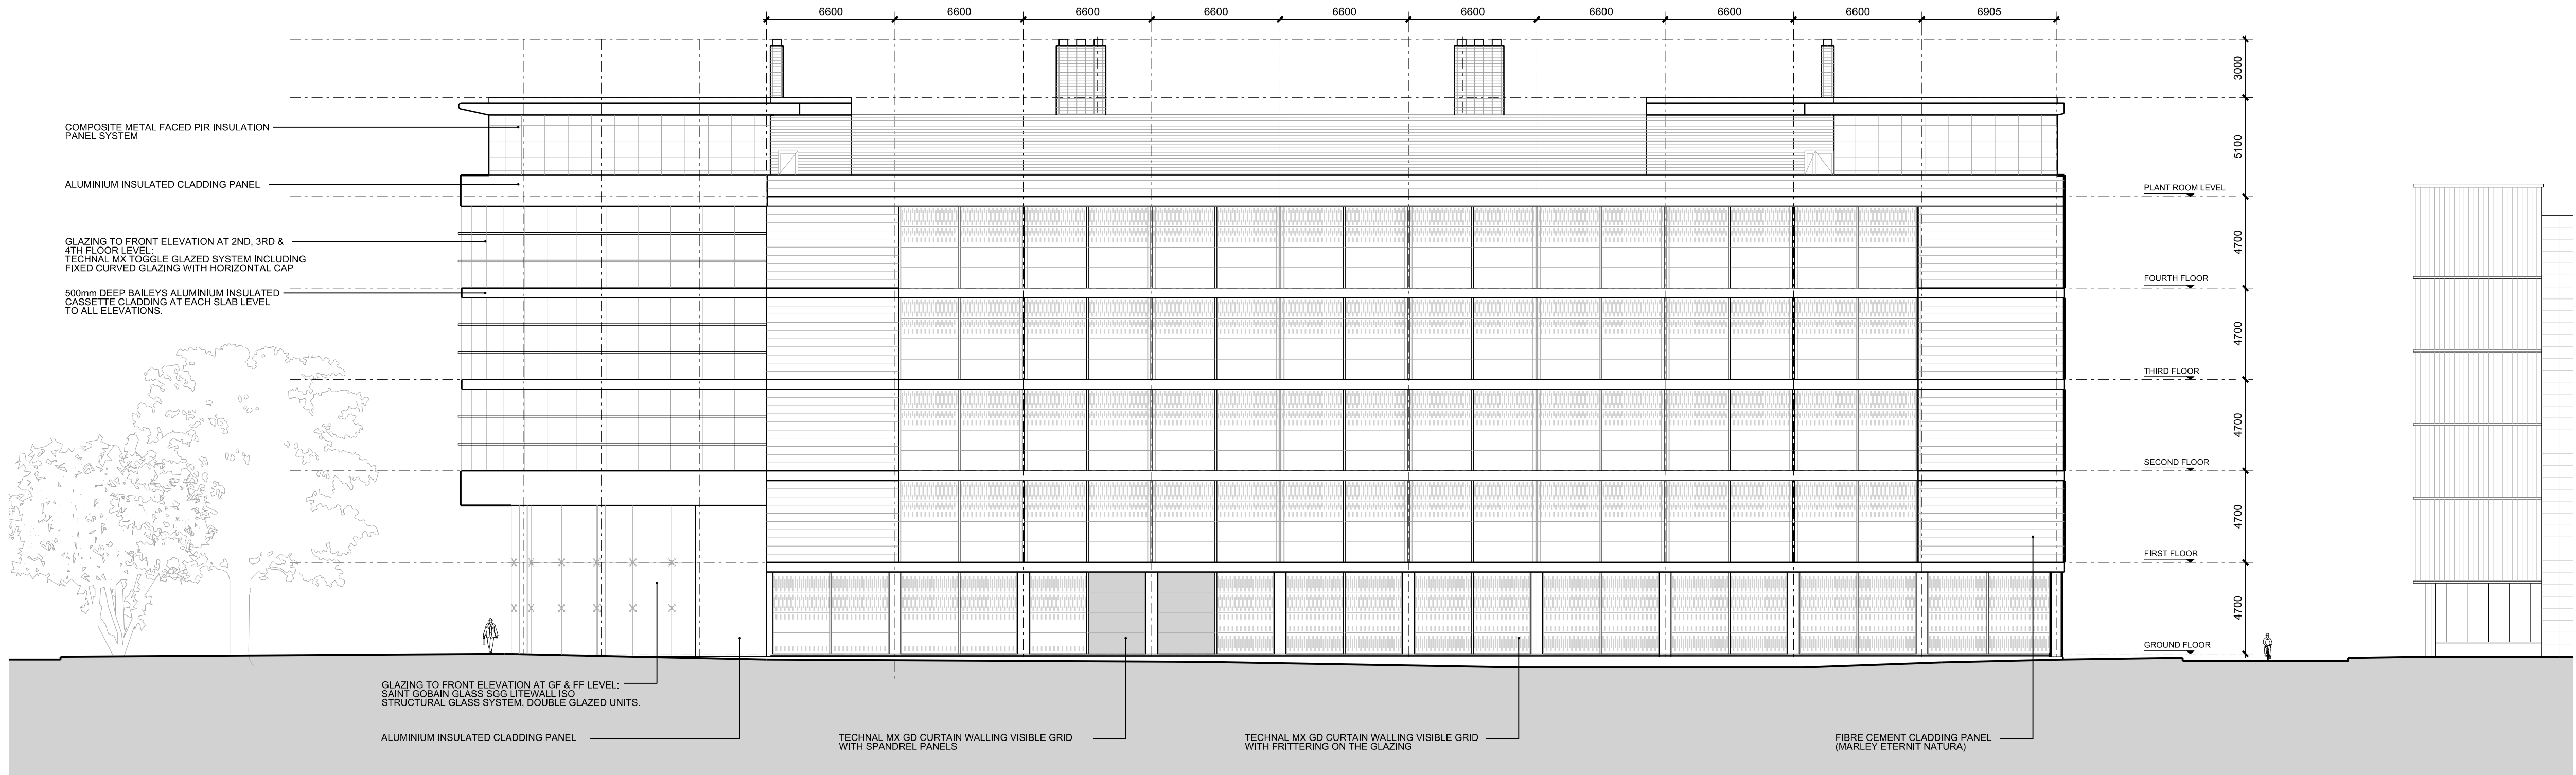 6600
6600
6600
6600
6600
6600
6600
6600
6600
6905
3000
5100
4700
4700
4700
4700
4700
COMPOSITE METAL FACED PIR INSULATION
PANEL SYSTEM
ALUMINIUM INSULATED CLADDING PANEL
GLAZING TO FRONT ELEVATION AT 2ND, 3RD &
4TH FLOOR LEVEL:
TECHNAL MX TOGGLE GLAZED SYSTEM INCLUDING
FIXED CURVED GLAZING WITH HORIZONTAL CAP
500mm DEEP BAILEYS ALUMINIUM INSULATED
CASSETTE CLADDING AT EACH SLAB LEVEL
TO ALL ELEVATIONS.
PLANT ROOM LEVEL
FOURTH FLOOR
THIRD FLOOR
SECOND FLOOR
FIRST FLOOR
GROUND FLOOR
GLAZING TO FRONT ELEVATION AT GF & FF LEVEL:
SAINT GOBAIN GLASS SGG LITEWALL ISO
STRUCTURAL GLASS SYSTEM, DOUBLE GLAZED UNITS.
ALUMINIUM INSULATED CLADDING PANEL
TECHNAL MX GD CURTAIN WALLING VISIBLE GRID
WITH SPANDREL PANELS
TECHNAL MX GD CURTAIN WALLING VISIBLE GRID
WITH FRITTERING ON THE GLAZING
FIBRE CEMENT CLADDING PANEL
(MARLEY ETERNIT NATURA)